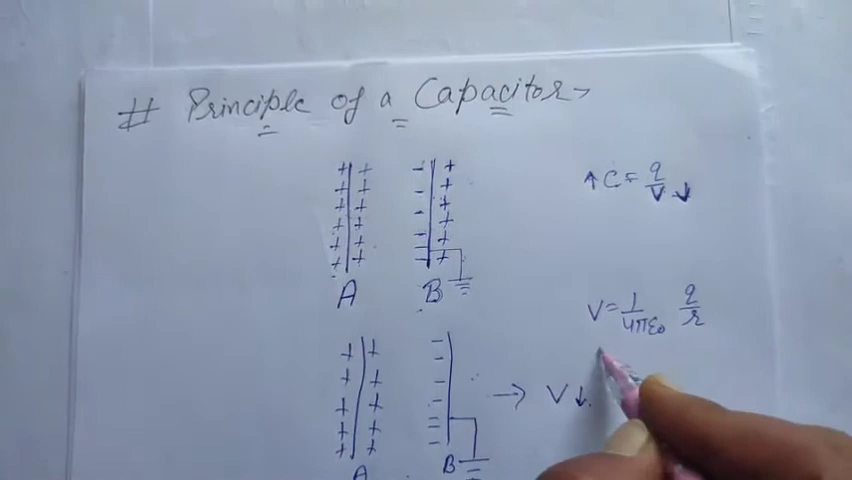 # Principle of a Capacitor →
A B
↑ C = q/V ↓
V = 1/4πε₀ q/r
→ V ↓.
A B